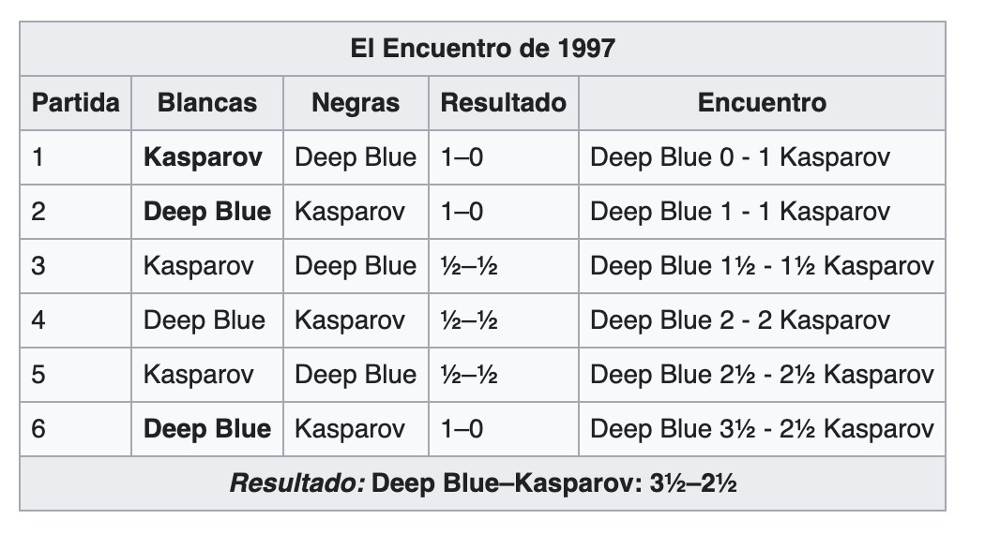 El Encuentro de 1997
Partida Blancas Negras Resultado Encuentro
1 Kasparov Deep Blue 1–0 Deep Blue 0 - 1 Kasparov
2 Deep Blue Kasparov 1–0 Deep Blue 1 - 1 Kasparov
3 Kasparov Deep Blue ½–½ Deep Blue 1½ - 1½ Kasparov
4 Deep Blue Kasparov ½–½ Deep Blue 2 - 2 Kasparov
5 Kasparov Deep Blue ½–½ Deep Blue 2½ - 2½ Kasparov
6 Deep Blue Kasparov 1–0 Deep Blue 3½ - 2½ Kasparov
Resultado: Deep Blue–Kasparov: 3½–2½